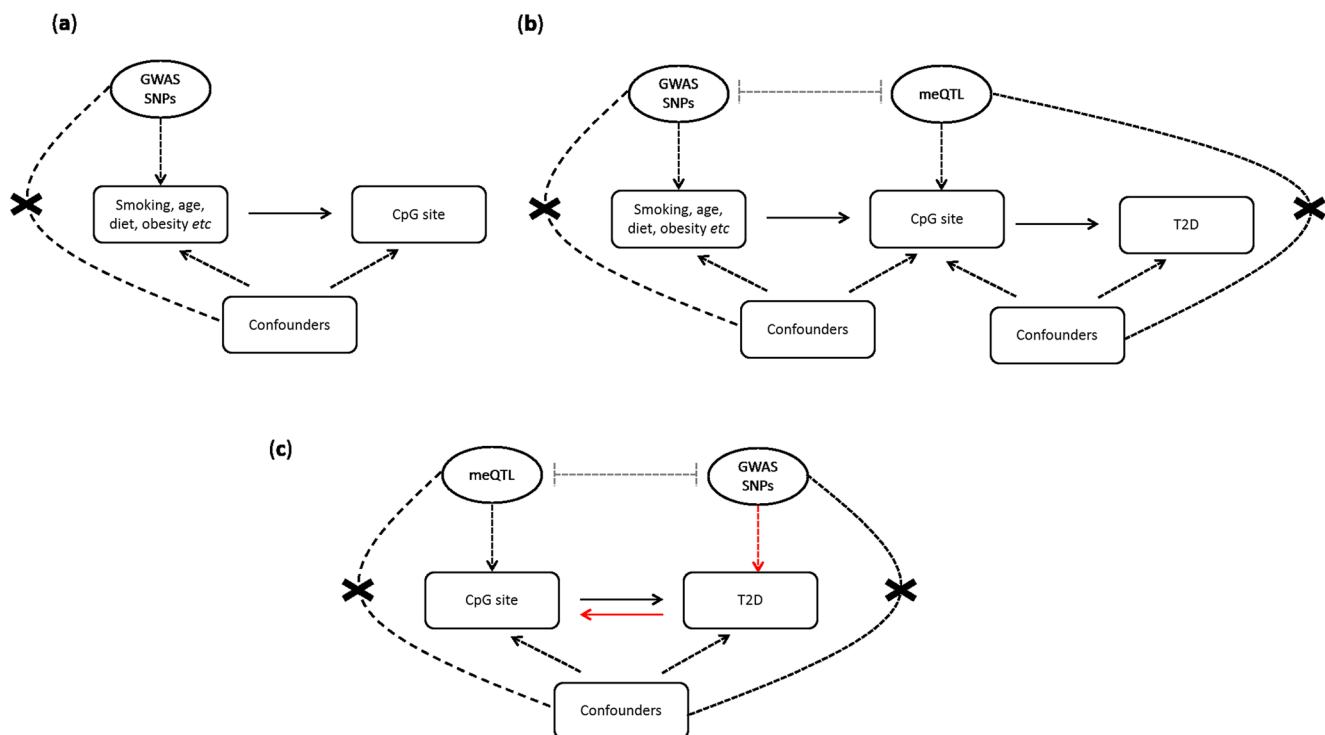 (a)
GWAS
SNPs
Smoking, age,
diet, obesity etc
CpG site
Confounders
(b)
GWAS
SNPs
meQTL
Smoking, age,
diet, obesity etc
CpG site
T2D
Confounders
Confounders
(c)
meQTL
GWAS
SNPs
CpG site
T2D
Confounders